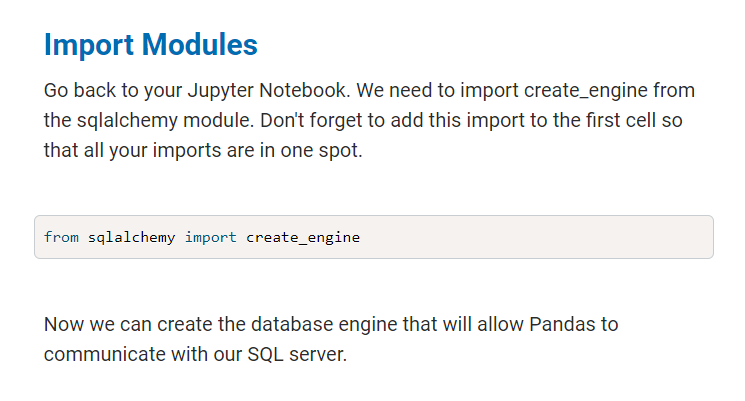 Import Modules
Go back to your Jupyter Notebook. We need to import create_engine from
the sqlalchemy module. Don't forget to add this import to the first cell so
that all your imports are in one spot.
from sqlalchemy import create_engine
Now we can create the database engine that will allow Pandas to
communicate with our SQL server.